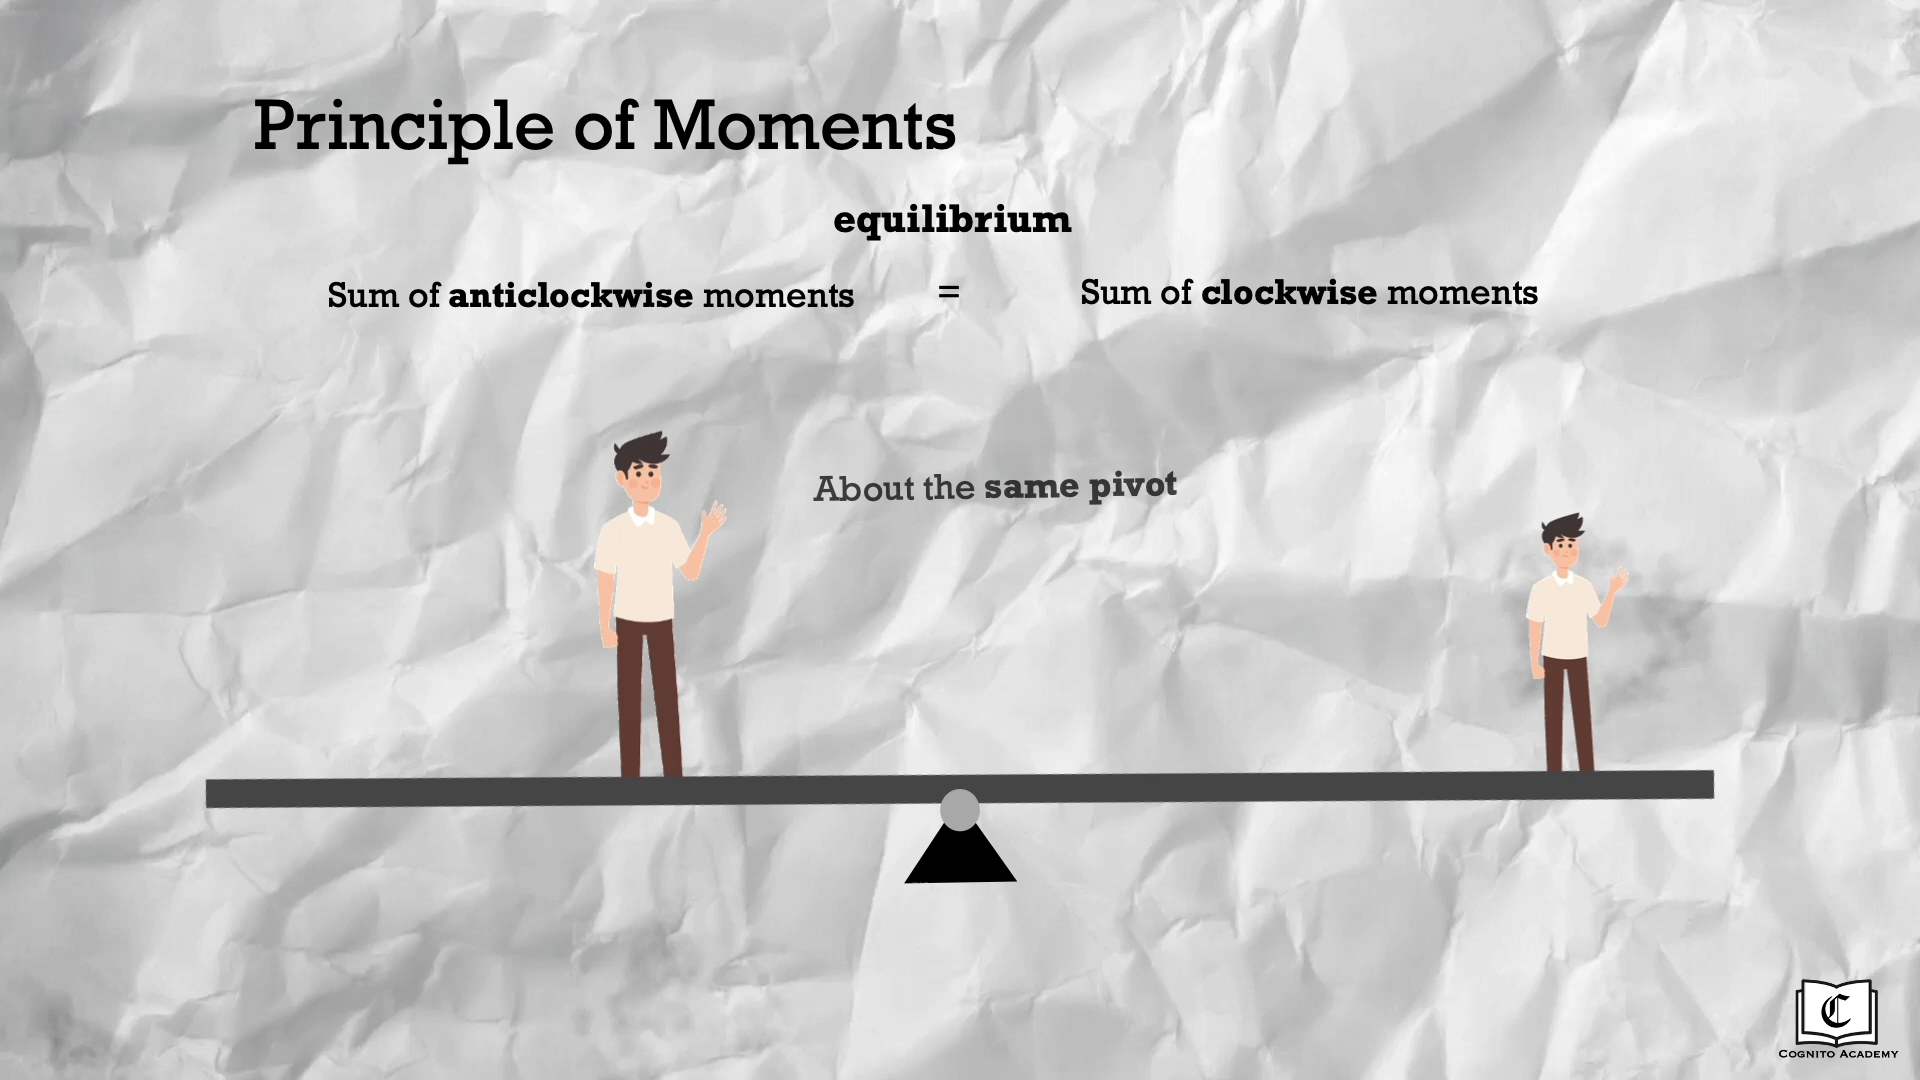 Principle of Moments
equilibrium
Sum of anticlockwise moments = Sum of clockwise moments
About the same pivot
C
COGNITO ACADEMY